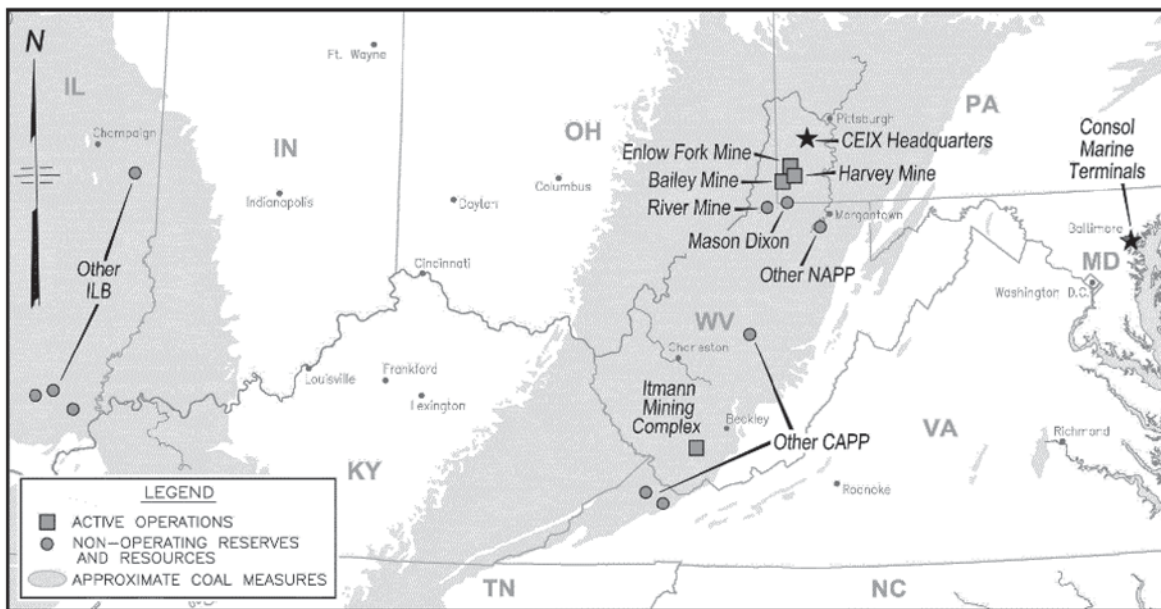 N
IL
Champaign
Ft. Wayne
IN
Indianapolis
OH
Dayton
Columbus
Cincinnati
Other
ILB
Louisville
Frankford
Lexington
KY
PA
Pittsburgh
CEIX Headquarters
Enlow Fork Mine
Bailey Mine
Harvey Mine
River Mine
Morgantown
Mason Dixon
Other NAPP
Consol
Marine
Terminals
Baltimore
MD
Washington D.C.
WV
Charleston
Itmann
Mining
Complex
Beckley
Other CAPP
VA
Richmond
Roanoke
TN
NC
LEGEND
ACTIVE OPERATIONS
NON-OPERATING RESERVES
AND RESOURCES
APPROXIMATE COAL MEASURES